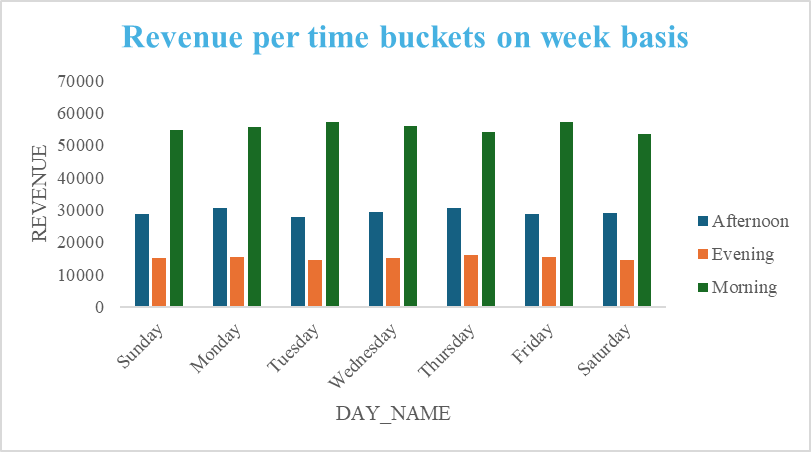 Revenue per time buckets on week basis
70000
60000
50000
40000
30000
20000
10000
0
REVENUE
Sunday
Monday
Tuesday
Wednesday
Thursday
Friday
Saturday
DAY_NAME
Afternoon
Evening
Morning